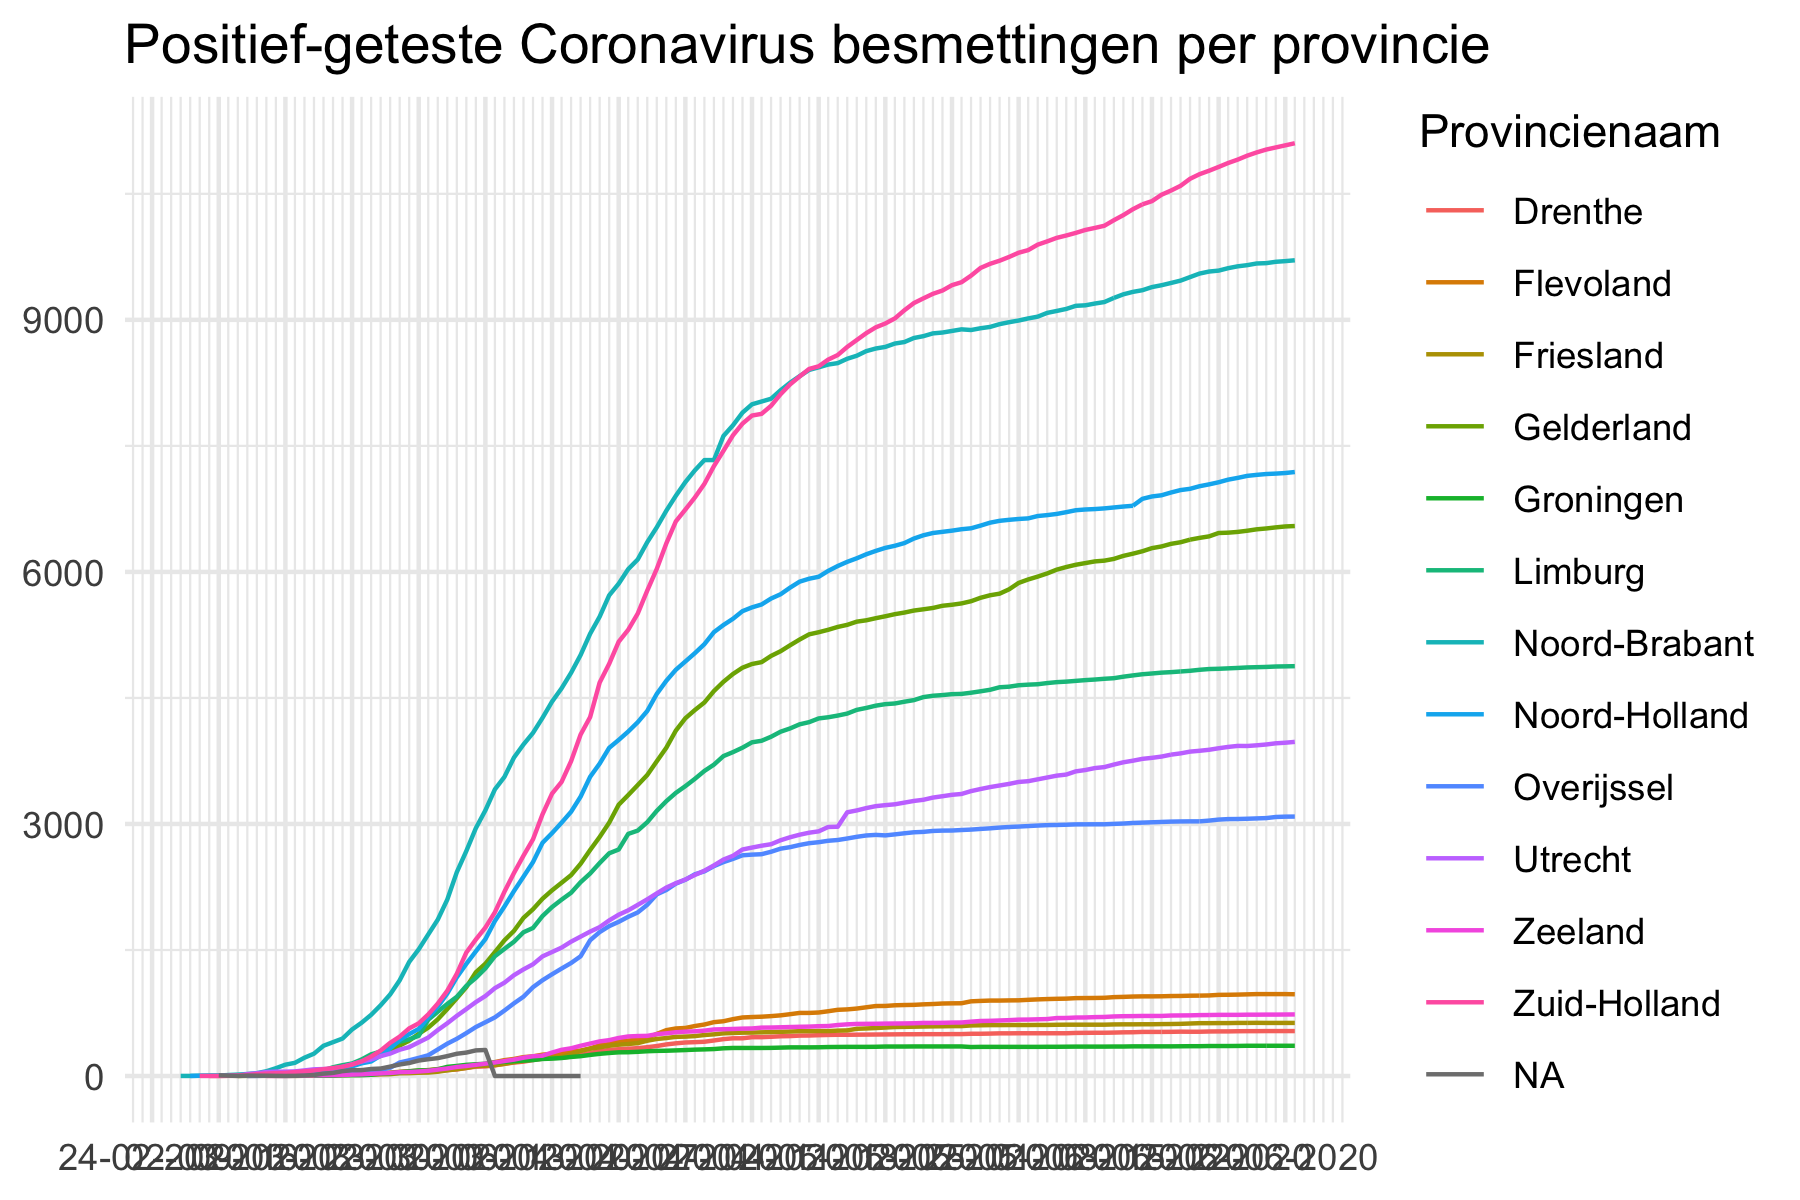 Positief-geteste Coronavirus besmettingen per provincie
Provincienaam
Drenthe
Flevoland
Friesland
Gelderland
Groningen
Limburg
Noord-Brabant
Noord-Holland
Overijssel
Utrecht
Zeeland
Zuid-Holland
NA
9000
6000
3000
0